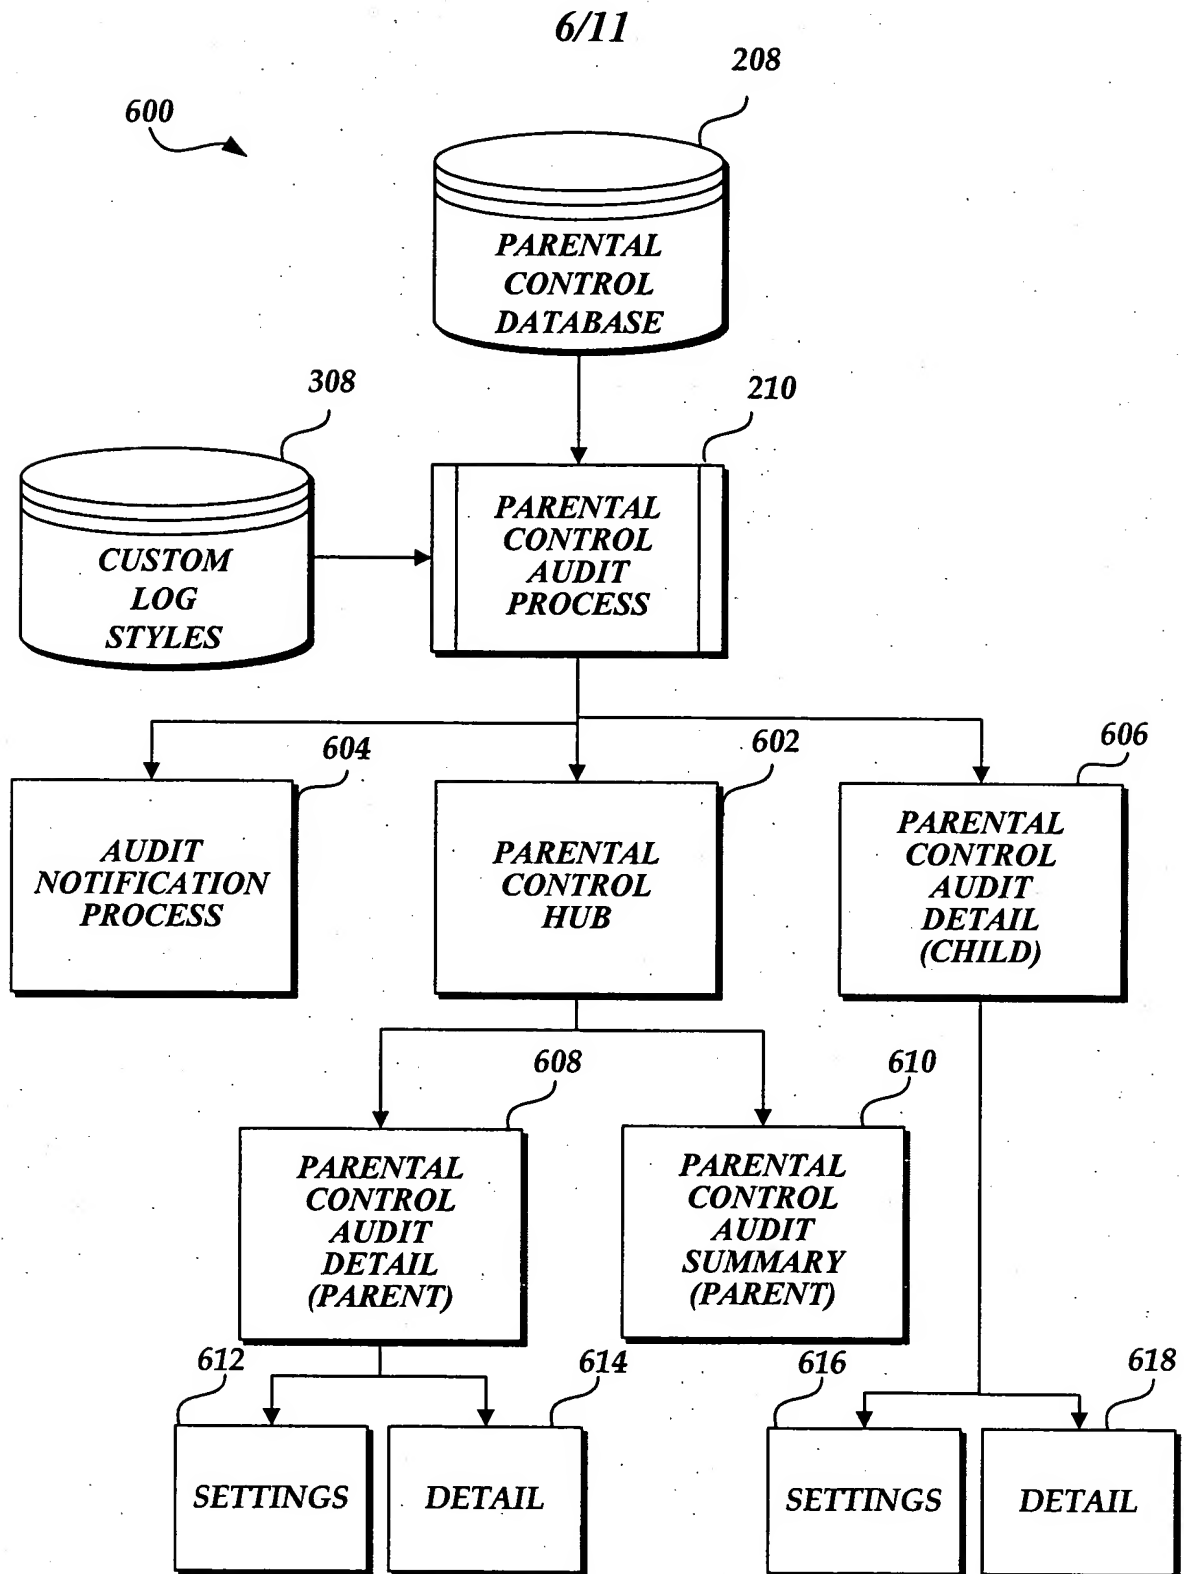 6/11
208
600
PARENTAL
CONTROL
DATABASE
308
210
CUSTOM
LOG
STYLES
PARENTAL
CONTROL
AUDIT
PROCESS
604
602
606
AUDIT
NOTIFICATION
PROCESS
PARENTAL
CONTROL
HUB
PARENTAL
CONTROL
AUDIT
DETAIL
(CHILD)
608
610
PARENTAL
CONTROL
AUDIT
DETAIL
(PARENT)
PARENTAL
CONTROL
AUDIT
SUMMARY
(PARENT)
612
614
616
618
SETTINGS
DETAIL
SETTINGS
DETAIL